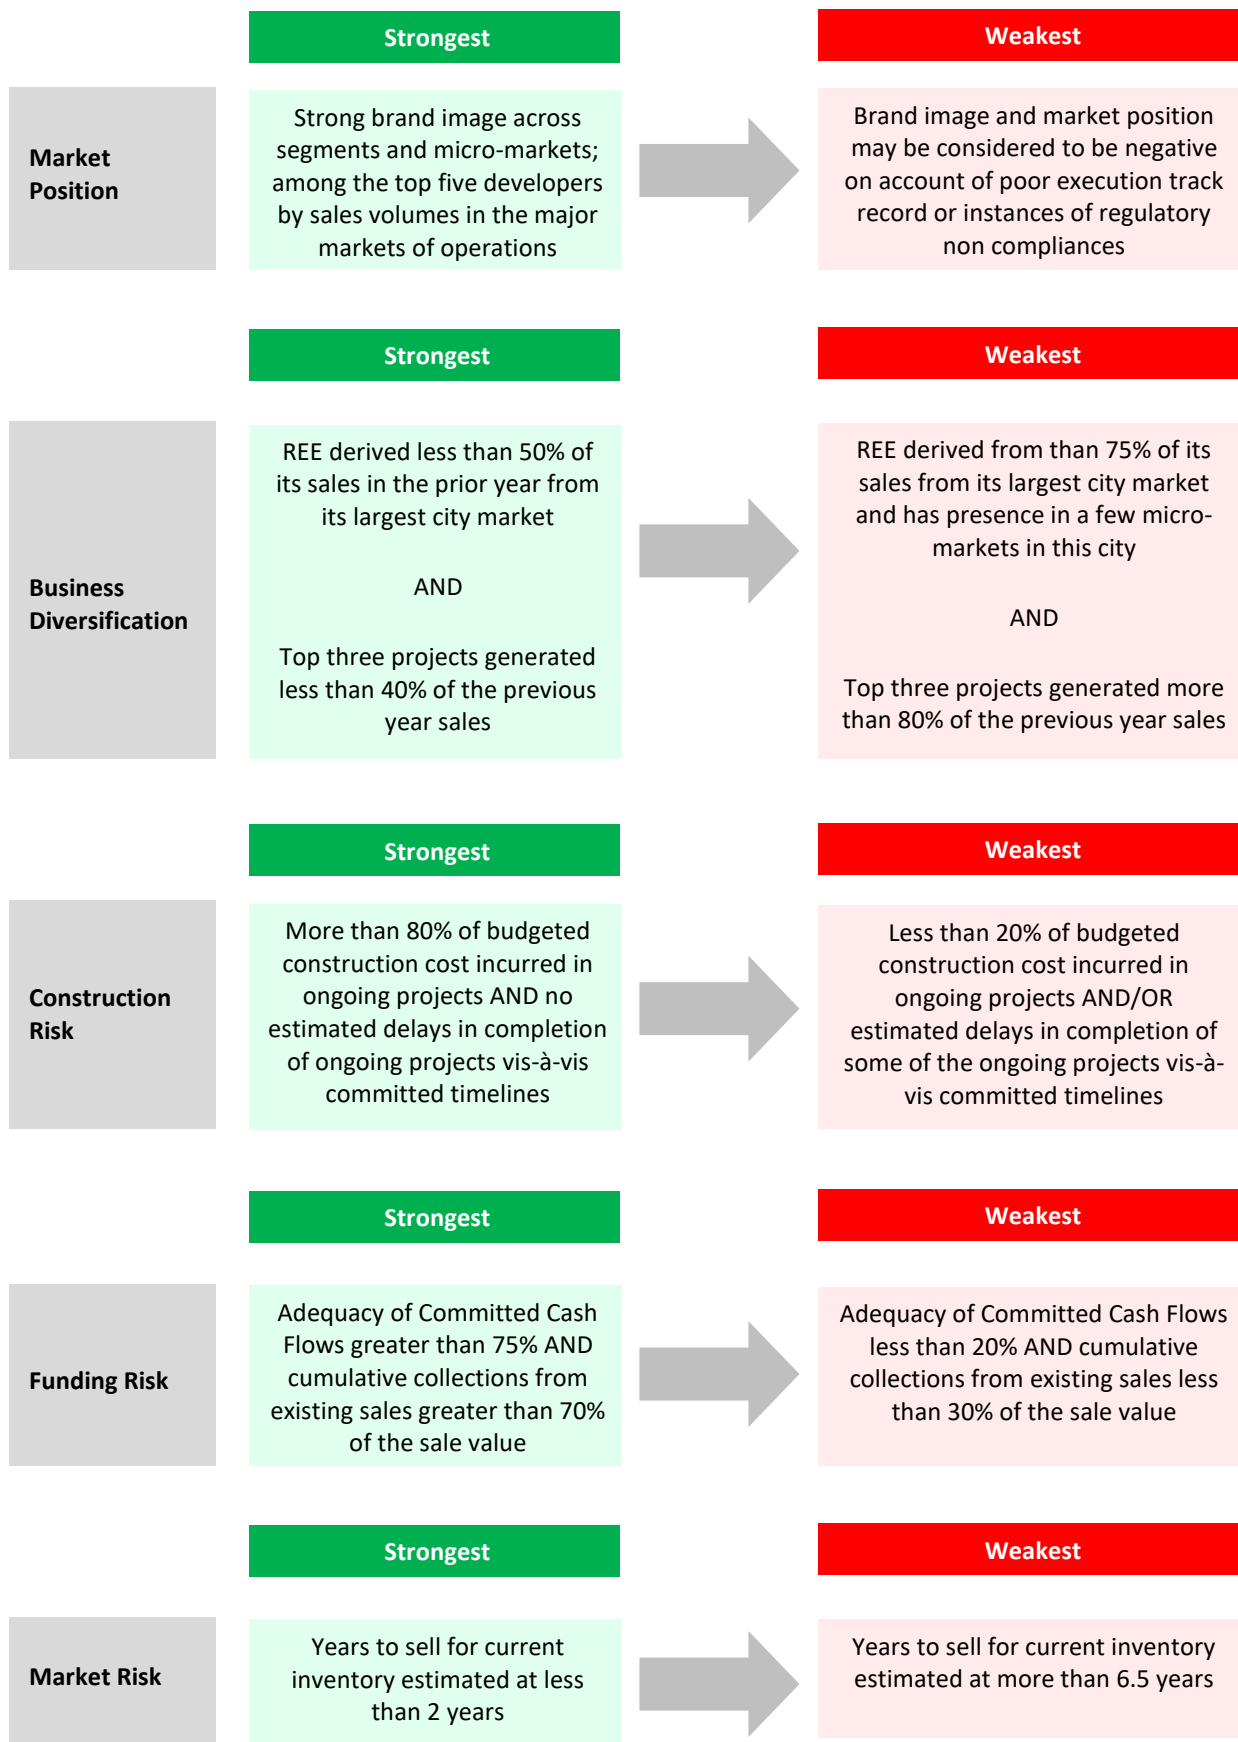 Strongest
Weakest
Market
Position
Strong brand image across
segments and micro-markets;
among the top five developers
by sales volumes in the major
markets of operations
Brand image and market position
may be considered to be negative
on account of poor execution track
record or instances of regulatory
non compliances
Strongest
Weakest
Business
Diversification
REE derived less than 50% of
its sales in the prior year from
its largest city market
AND
Top three projects generated
less than 40% of the previous
year sales
REE derived from than 75% of its
sales from its largest city market
and has presence in a few micro-
markets in this city
AND
Top three projects generated more
than 80% of the previous year sales
Strongest
Weakest
Construction
Risk
More than 80% of budgeted
construction cost incurred in
ongoing projects AND no
estimated delays in completion
of ongoing projects vis-à-vis
committed timelines
Less than 20% of budgeted
construction cost incurred in
ongoing projects AND/OR
estimated delays in completion of
some of the ongoing projects vis-à-
vis committed timelines
Strongest
Weakest
Funding Risk
Adequacy of Committed Cash
Flows greater than 75% AND
cumulative collections from
existing sales greater than 70%
of the sale value
Adequacy of Committed Cash Flows
less than 20% AND cumulative
collections from existing sales less
than 30% of the sale value
Strongest
Weakest
Market Risk
Years to sell for current
inventory estimated at less
than 2 years
Years to sell for current inventory
estimated at more than 6.5 years